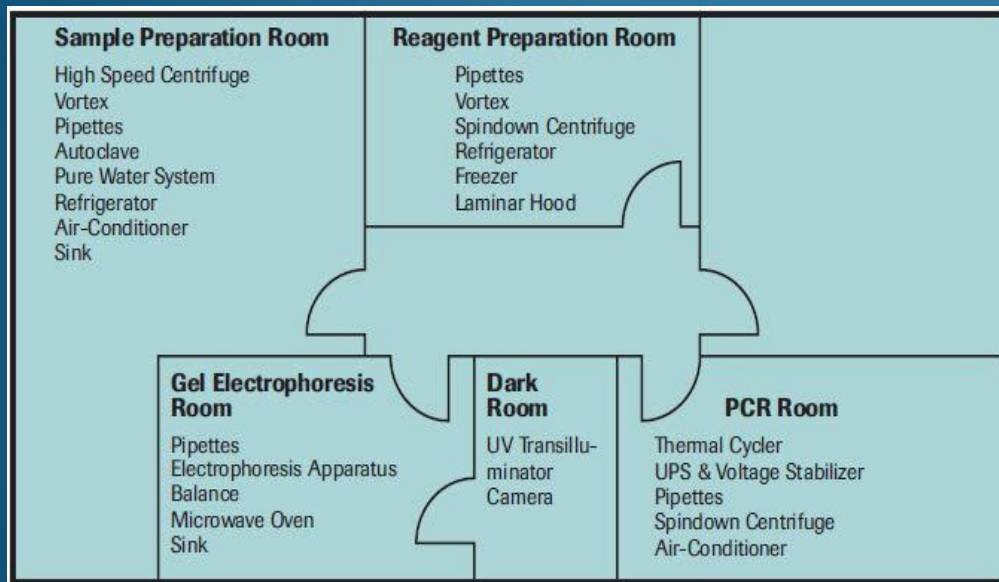 Sample Preparation Room
High Speed Centrifuge
Vortex
Pipettes
Autoclave
Pure Water System
Refrigerator
Air-Conditioner
Sink
Reagent Preparation Room
Pipettes
Vortex
Spindown Centrifuge
Refrigerator
Freezer
Laminar Hood
Gel Electrophoresis
Room
Pipettes
Electrophoresis Apparatus
Balance
Microwave Oven
Sink
Dark
Room
UV Transillu-
minator
Camera
PCR Room
Thermal Cycler
UPS & Voltage Stabilizer
Pipettes
Spindown Centrifuge
Air-Conditioner